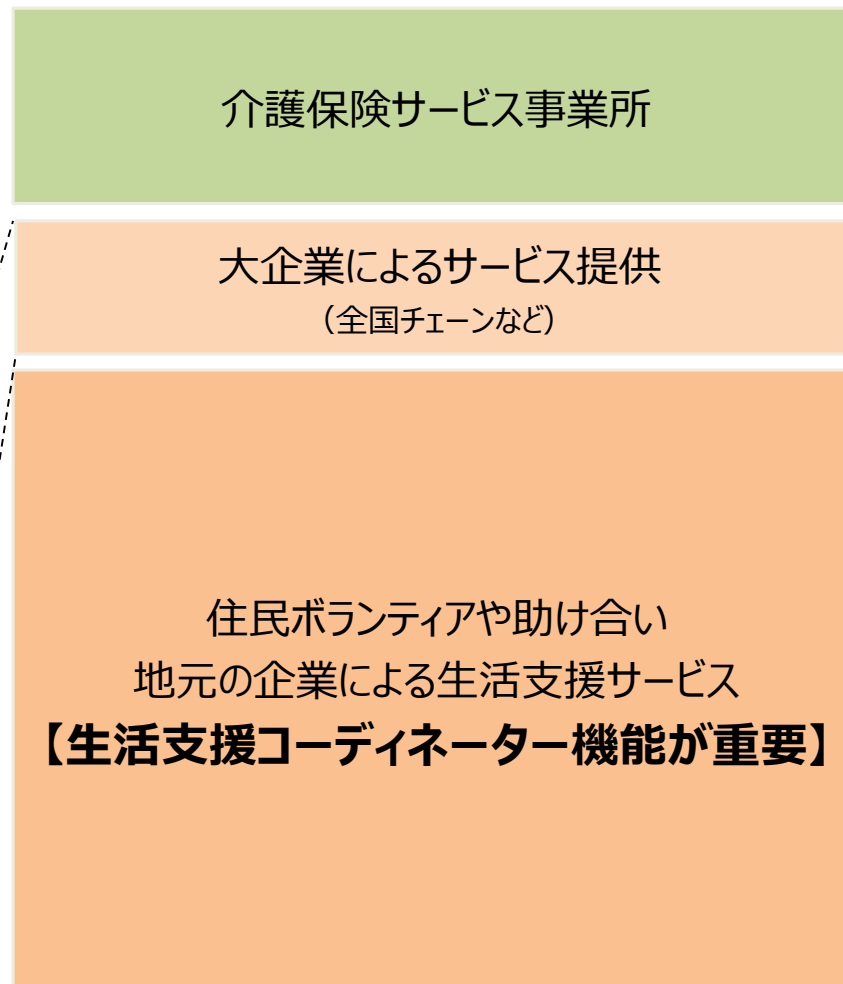 介護保険サービス事業所
大企業によるサービス提供
（全国チェーンなど）
住民ボランティアや助け合い
地元の企業による生活支援サービス
【生活支援コーディネーター機能が重要】